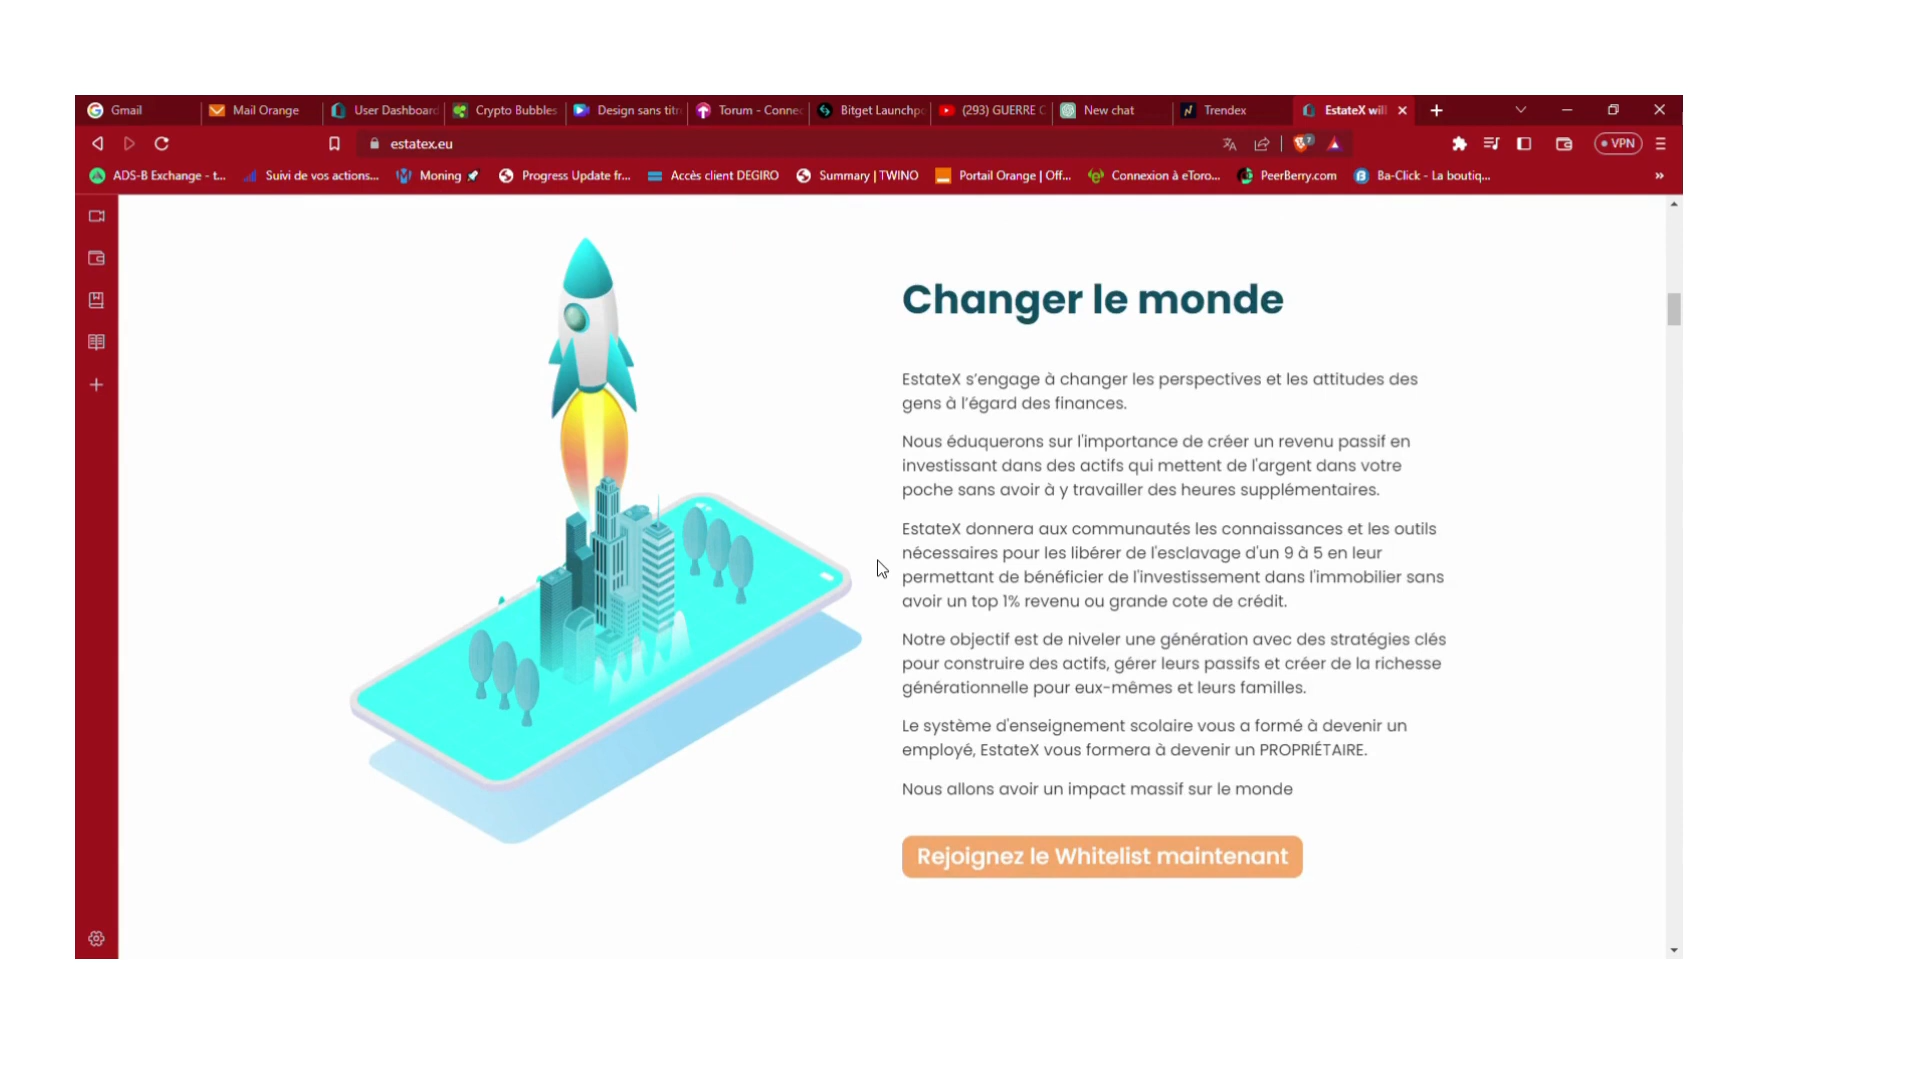 Gmail
Mail Orange
User Dashboard
Crypto Bubbles
Design sans titr
Torum - Connec
Bitget Launchpo
(293) GUERRE C
New chat
Trendex
EstateX will
estatex.eu
VPN
ADS-B Exchange - t...
Suivi de vos actions...
Moning
Progress Update fr...
Accès client DEGIRO
Summary | TWINO
Portail Orange | Off...
Connexion à eToro...
PeerBerry.com
Ba-Click - La boutiq...
Changer le monde
EstateX s'engage à changer les perspectives et les attitudes des
gens à l'égard des finances.
Nous éduquerons sur l'importance de créer un revenu passif en
investissant dans des actifs qui mettent de l'argent dans votre
poche sans avoir à y travailler des heures supplémentaires.
EstateX donnera aux communautés les connaissances et les outils
nécessaires pour les libérer de l'esclavage d'un 9 à 5 en leur
permettant de bénéficier de l'investissement dans l'immobilier sans
avoir un top 1% revenu ou grande cote de crédit.
Notre objectif est de niveler une génération avec des stratégies clés
pour construire des actifs, gérer leurs passifs et créer de la richesse
générationnelle pour eux-mêmes et leurs familles.
Le système d'enseignement scolaire vous a formé à devenir un
employé, EstateX vous formera à devenir un PROPRIÉTAIRE.
Nous allons avoir un impact massif sur le monde
Rejoignez le Whitelist maintenant